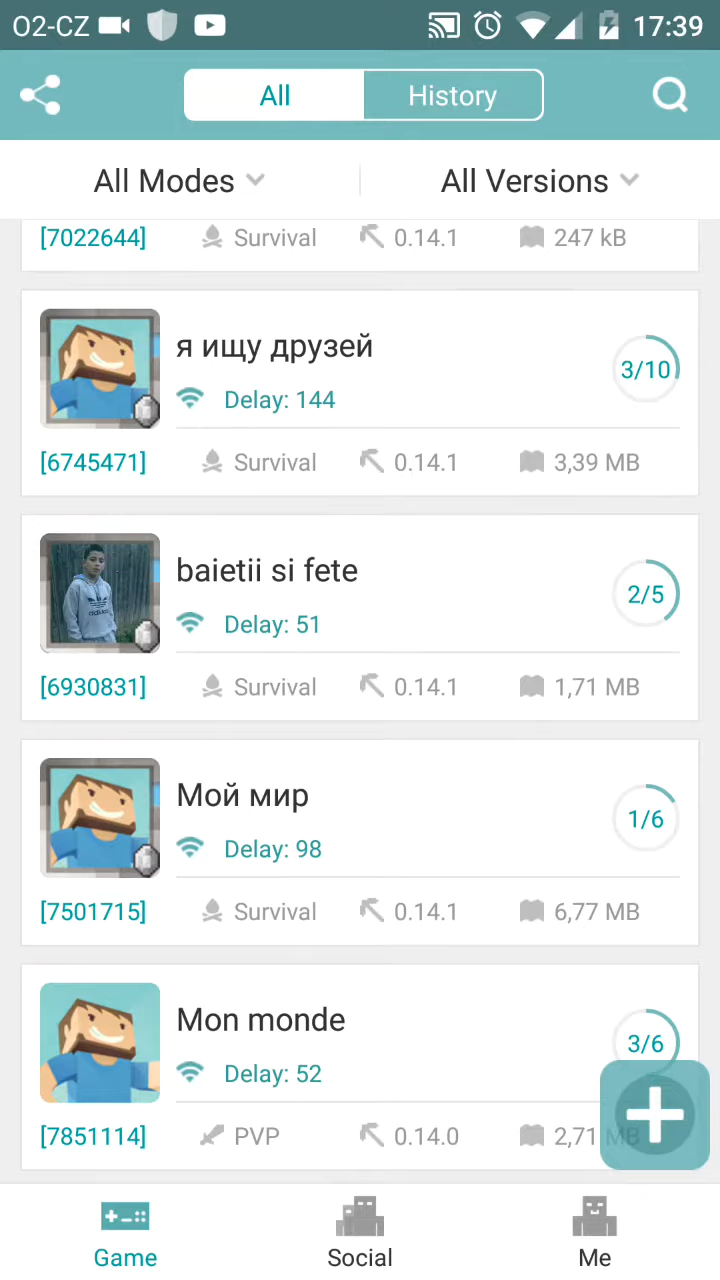 O2-CZ 17:39
All History
All Modes All Versions
[7022644] Survival 0.14.1 247 kB
я ищу друзей
3/10
Delay: 144
[6745471] Survival 0.14.1 3,39 MB
baietii si fete
2/5
Delay: 51
[6930831] Survival 0.14.1 1,71 MB
Мой мир
1/6
Delay: 98
[7501715] Survival 0.14.1 6,77 MB
Mon monde
3/6
Delay: 52
[7851114] PVP 0.14.0 2,71 MB
Game Social Me